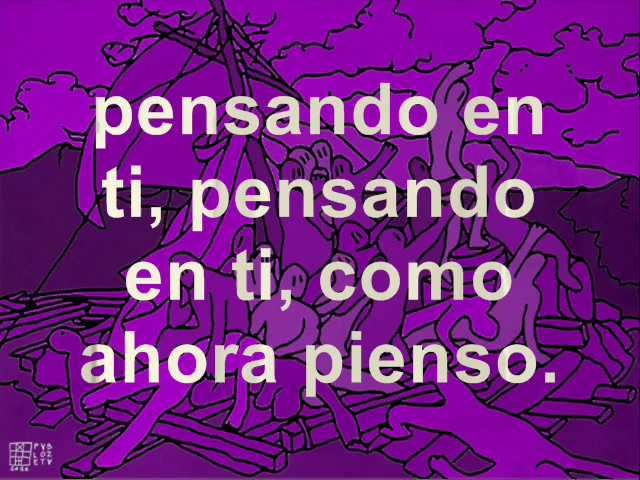 pensando en
ti, pensando
en ti, como
ahora pienso.